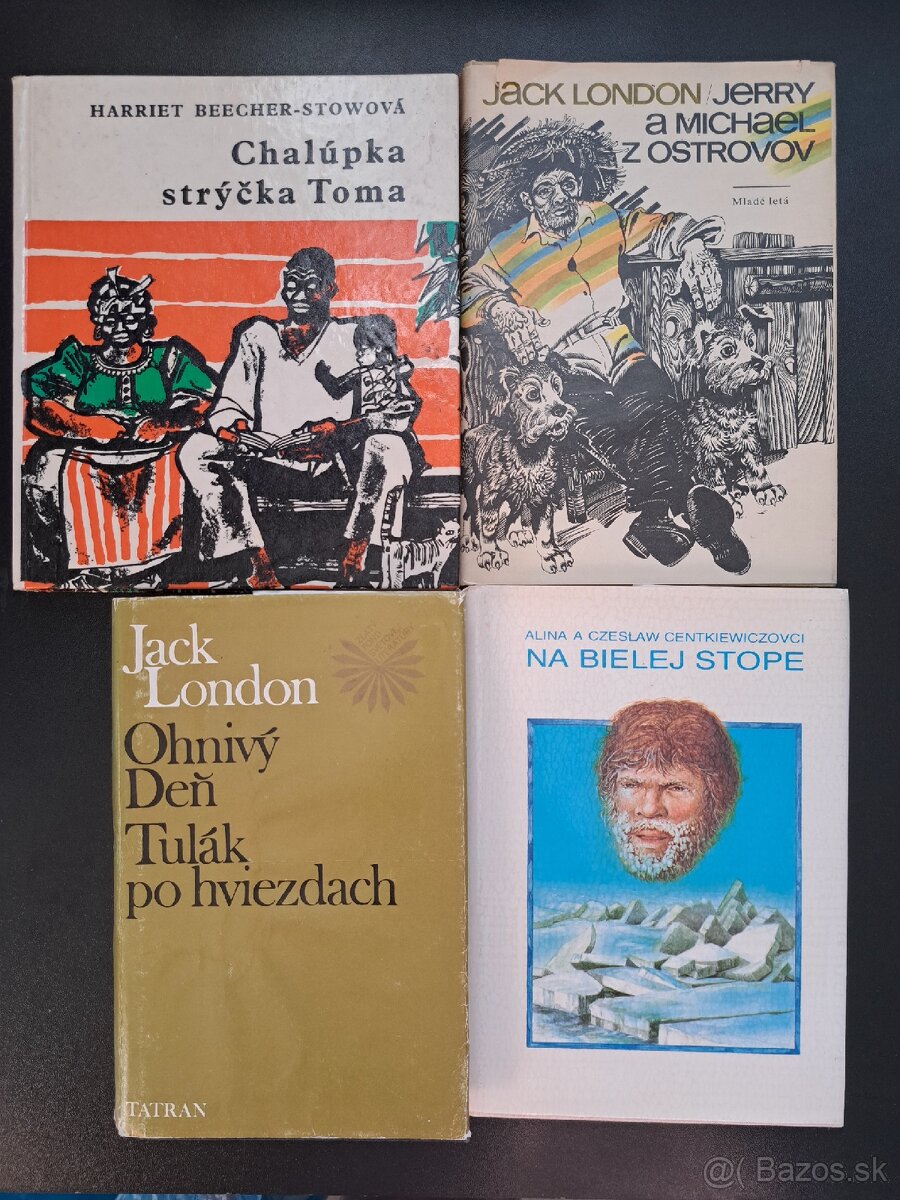 HARRIET BEECHER-STOWOVÁ
Chalúpka
strýčka Toma
JACK LONDON/JERRY
a MICHAEL
Z OSTROVOV
Mladé letá
Jack
London
Ohnivý
Deň
Tulák
po hviezdach
TATRAN
ALINA A CZESŁAW CENTKIEWICZOVCI
NA BIELEJ STOPE
@( Bazos.sk